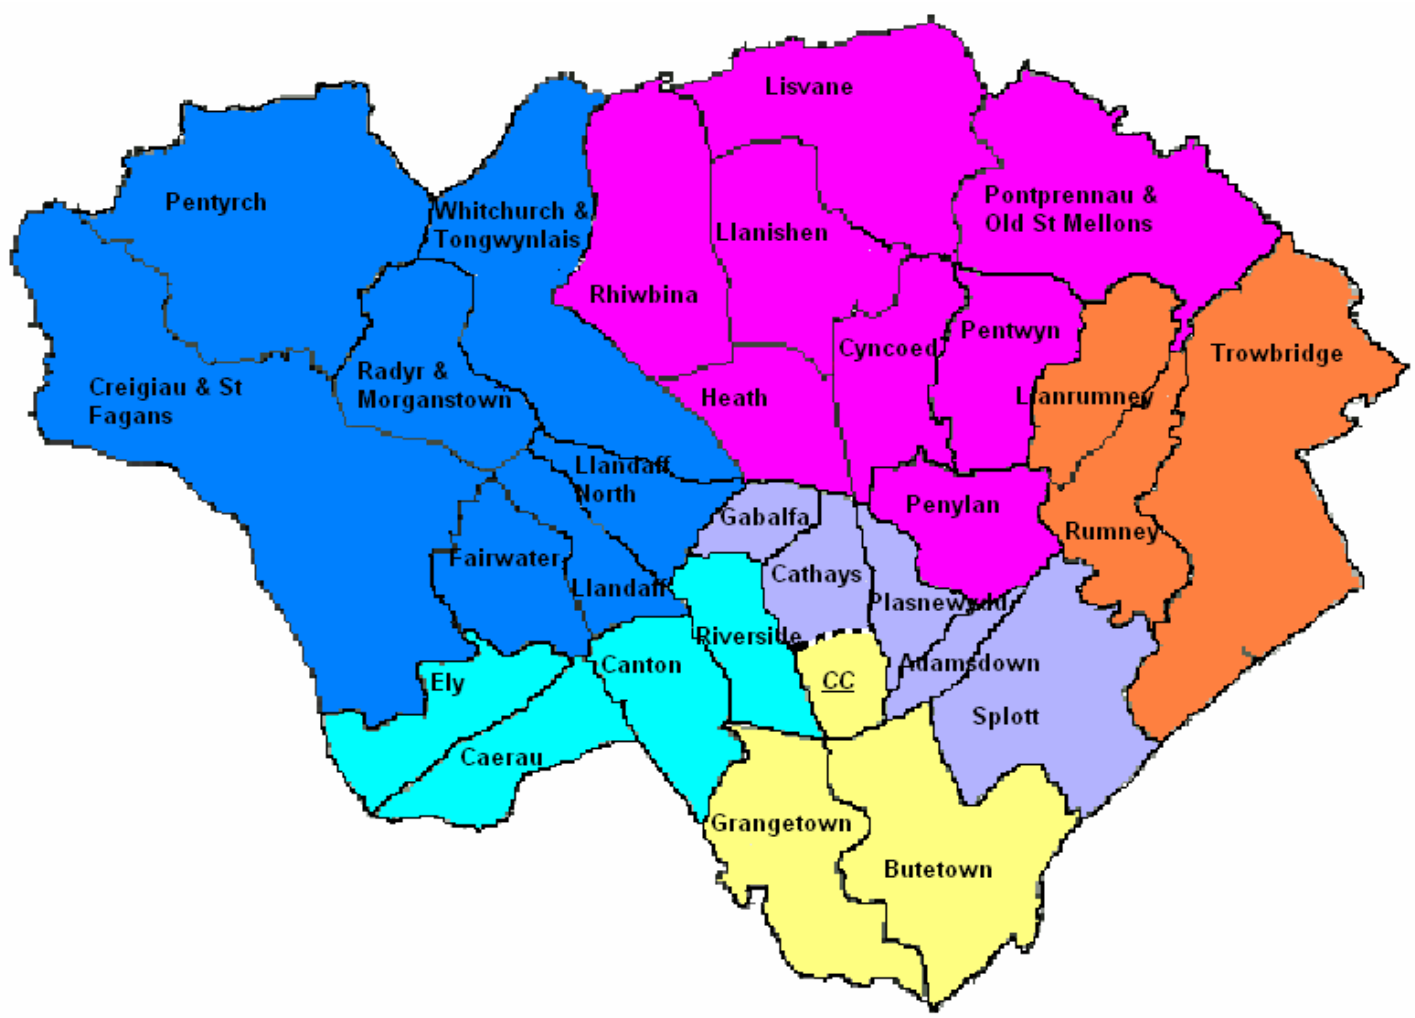 Lisvane
Pentyrch
Whitchurch &
Tongwynlais
Pontprennau &
Old St Mellons
Llanishen
Rhiwbina
Pentwyn
Cyncoed
Trowbridge
Creigiau & St
Fagans
Radyr &
Morganstown
Heath
Llanrumney
Llandaff
North
Penylan
Gabalfa
Rumney
Fairwater
Cathays
Llandaff
Plasnewydd
Riverside
Canton
Adamsdown
Ely
CC
Splott
Caerau
Grangetown
Butetown